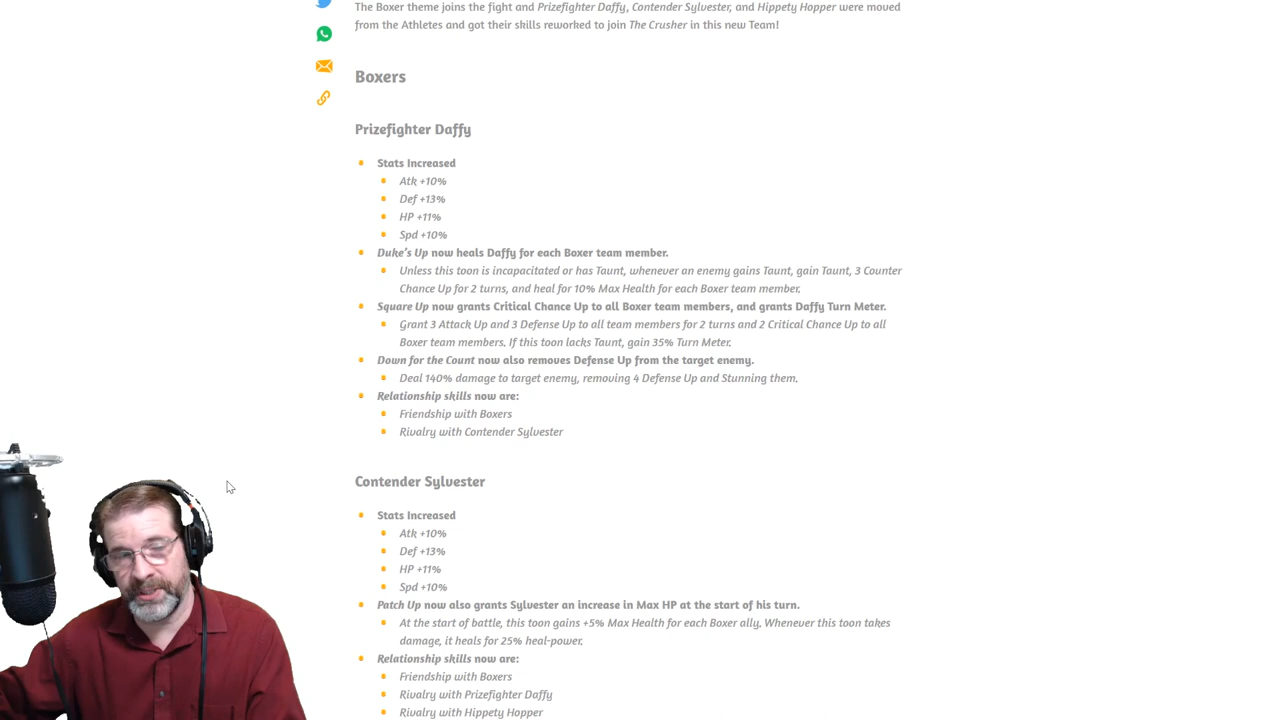 The Boxer theme joins the fight and Prizefighter Daffy, Contender Sylvester, and Hippety Hopper were moved
from the Athletes and got their skills reworked to join The Crusher in this new Team!
Boxers
Prizefighter Daffy
Stats Increased
Atk +10%
Def +13%
HP +11%
Spd +10%
Duke's Up now heals Daffy for each Boxer team member.
Unless this toon is incapacitated or has Taunt, whenever an enemy gains Taunt, gain Taunt, 3 Counter
Chance Up for 2 turns, and heal for 10% Max Health for each Boxer team member.
Square Up now grants Critical Chance Up to all Boxer team members, and grants Daffy Turn Meter.
Grant 3 Attack Up and 3 Defense Up to all team members for 2 turns and 2 Critical Chance Up to all
Boxer team members. If this toon lacks Taunt, gain 35% Turn Meter.
Down for the Count now also removes Defense Up from the target enemy.
Deal 140% damage to target enemy, removing 4 Defense Up and Stunning them.
Relationship skills now are:
Friendship with Boxers
Rivalry with Contender Sylvester
Contender Sylvester
Stats Increased
Atk +10%
Def +13%
HP +11%
Spd +10%
Patch Up now also grants Sylvester an increase in Max HP at the start of his turn.
At the start of battle, this toon gains +5% Max Health for each Boxer ally. Whenever this toon takes
damage, it heals for 25% heal-power.
Relationship skills now are:
Friendship with Boxers
Rivalry with Prizefighter Daffy
Rivalry with Hippety Hopper